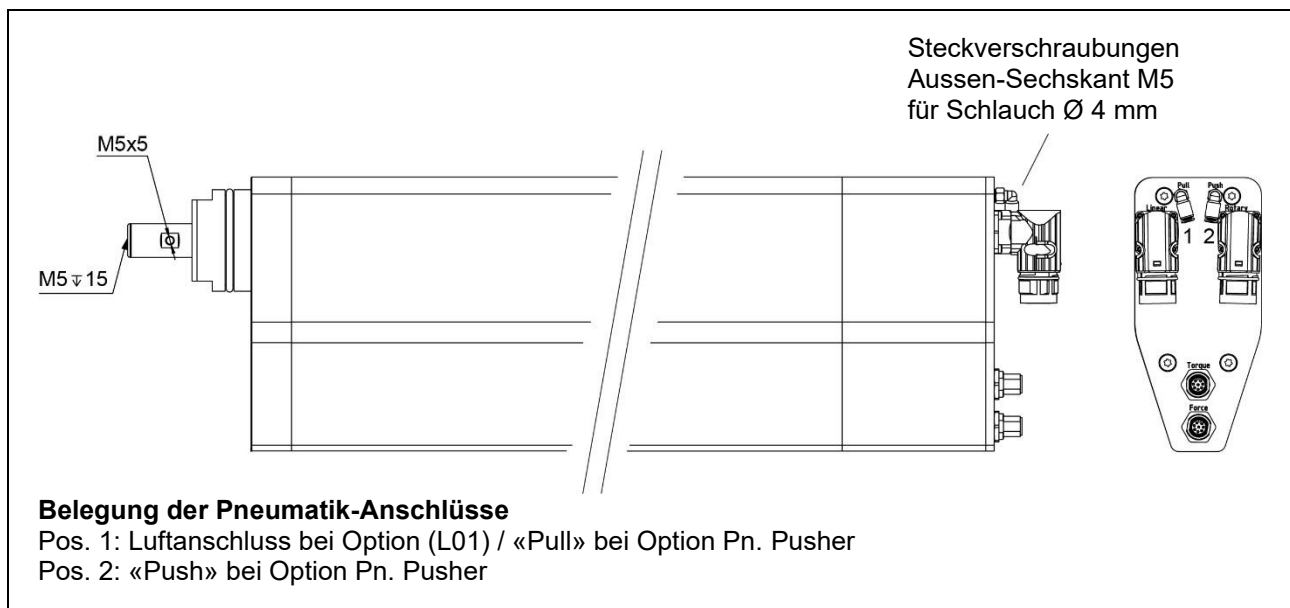 Steckverschraubungen
Aussen-Sechskant M5
für Schlauch Ø 4 mm
M5x5
M5↧15
Pull
Push
Linear
Rotary
1 2
Torque
Force
Belegung der Pneumatik-Anschlüsse
Pos. 1: Luftanschluss bei Option (L01) / «Pull» bei Option Pn. Pusher
Pos. 2: «Push» bei Option Pn. Pusher